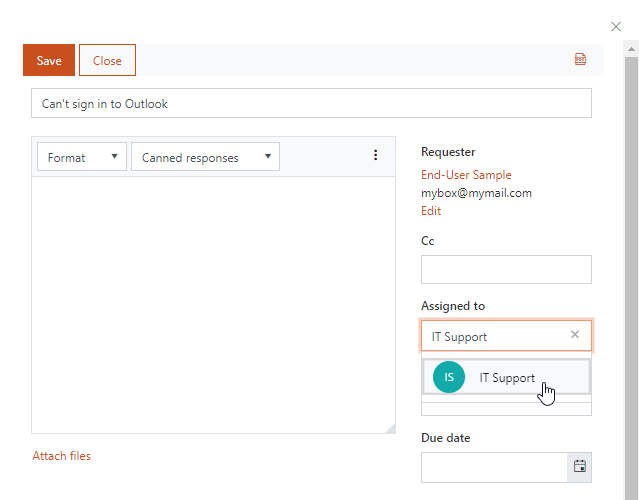 Save
Close
Can't sign in to Outlook
Format
Canned responses
Requester
End-User Sample
mybox@mymail.com
Edit
Cc
Assigned to
IT Support
IS
IT Support
Due date
Attach files